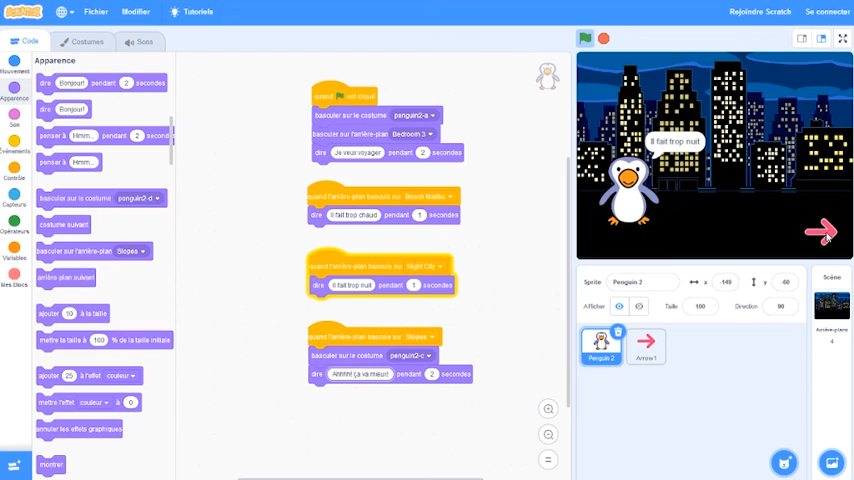 SCRATCH Fichier Modifier Tutoriels Rejoindre Scratch Se connecter
Code Costumes Sons
Mouvement
Apparence
Son
Événements
Contrôle
Capteurs
Opérateurs
Variables
Mes Blocs
Apparence
dire Bonjour! pendant 2 secondes
dire Bonjour!
penser à Hmm... pendant 2 second
penser à Hmm...
basculer sur le costume penguin2-d
costume suivant
basculer sur l'arrière-plan Slopes
arrière-plan suivant
ajouter 10 à la taille
mettre la taille à 100 % de la taille initiale
ajouter 25 à l'effet couleur
mettre l'effet couleur à 0
annuler les effets graphiques
montrer
quand est cliqué
basculer sur le costume penguin2-a
basculer sur l'arrière-plan Bedroom 3
dire Je veux voyager pendant 2 secondes
quand l'arrière-plan bascule sur Beach Malibu
dire Il fait trop chaud pendant 1 secondes
quand l'arrière-plan bascule sur Night City
dire Il fait trop nuit pendant 1 secondes
quand l'arrière-plan bascule sur Slopes
basculer sur le costume penguin2-c
dire Ahhhh! ça va mieux! pendant 2 secondes
Il fait trop nuit
Sprite Penguin 2 x -149 y -60
Afficher Taille 100 Direction 90
Penguin 2
Arrow1
Scène
Arrière-plans
4